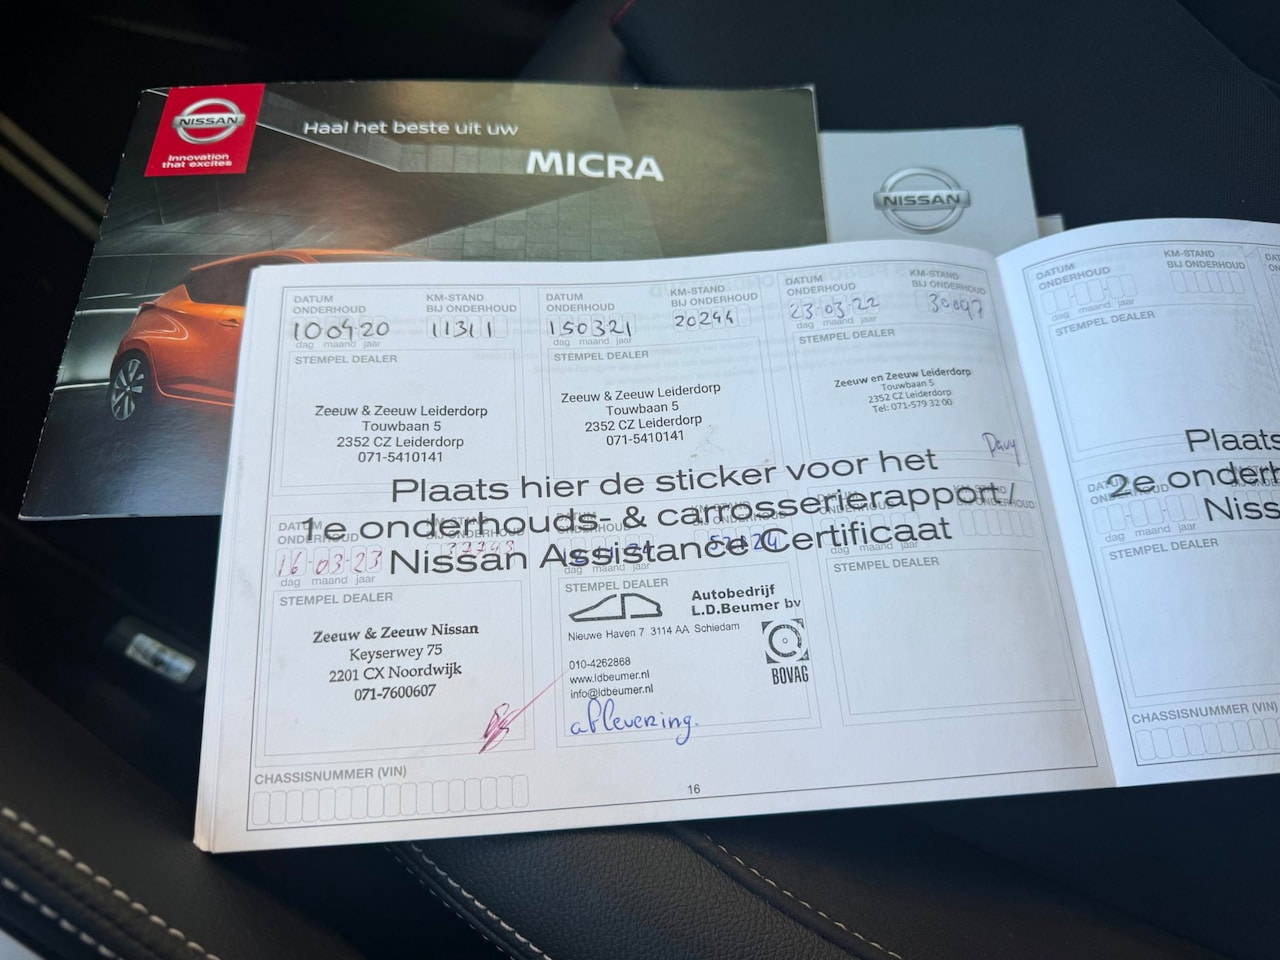 NISSAN
Innovation
that excites
Haal het beste uit uw
MICRA
NISSAN
DATUM
ONDERHOUD
KM-STAND
BIJ ONDERHOUD
100420
11311
dag maand jaar
STEMPEL DEALER
Zeeuw & Zeeuw Leiderdorp
Touwbaan 5
2352 CZ Leiderdorp
071-5410141
DATUM
ONDERHOUD
KM-STAND
BIJ ONDERHOUD
150321
20244
dag maand jaar
STEMPEL DEALER
Zeeuw & Zeeuw Leiderdorp
Touwbaan 5
2352 CZ Leiderdorp
071-5410141
DATUM
ONDERHOUD
KM-STAND
BIJ ONDERHOUD
23-03-22
30047
dag maand jaar
STEMPEL DEALER
Zeeuw en Zeeuw Leiderdorp
Touwbaan 5
2352 CZ Leiderdorp
Tel: 071-579 32 00
Davy
Plaats hier de sticker voor het
1e onderhouds- & carrosserierapport /
Nissan Assistance Certificaat
DATUM
ONDERHOUD
16-03-23
dag maand jaar
STEMPEL DEALER
Zeeuw & Zeeuw Nissan
Keyserwey 75
2201 CX Noordwijk
071-7600607
dag maand jaar
STEMPEL DEALER
Autobedrijf
L.D.Beumer bv
Nieuwe Haven 7 3114 AA Schiedam
010-4262868
www.ldbeumer.nl
info@ldbeumer.nl
BOVAG
aflevering.
dag maand jaar
STEMPEL DEALER
CHASSISNUMMER (VIN)
16
DATUM
ONDERHOUD
KM-STAND
BIJ ONDERHOUD
dag maand jaar
STEMPEL DEALER
Plaats
2e onderh
Niss
dag maand jaar
STEMPEL DEALER
CHASSISNUMMER (VIN)